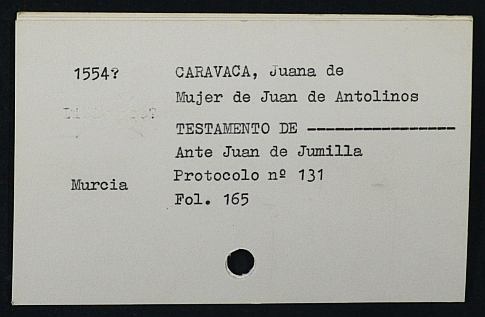 1554? CARAVACA, Juana de
Mujer de Juan de Antolinos
TESTAMENTO DE ----------------
Ante Juan de Jumilla
Murcia Protocolo nº 131
Fol. 165